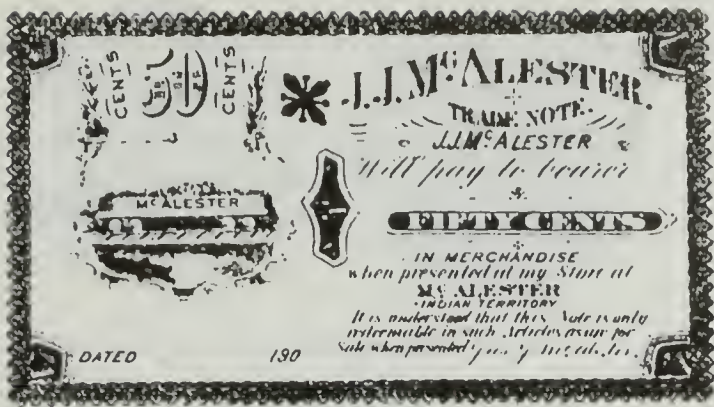 CENTS 50 CENTS
J.J. McALESTER.
TRADE NOTE.
J.J. McALESTER
Will pay to bearer
McALESTER
FIFTY CENTS
IN MERCHANDISE
when presented at my Store at
McALESTER
INDIAN TERRITORY
It is understood that this Note is only
redeemable in such Articles as are for
Sale when presented
DATED 190